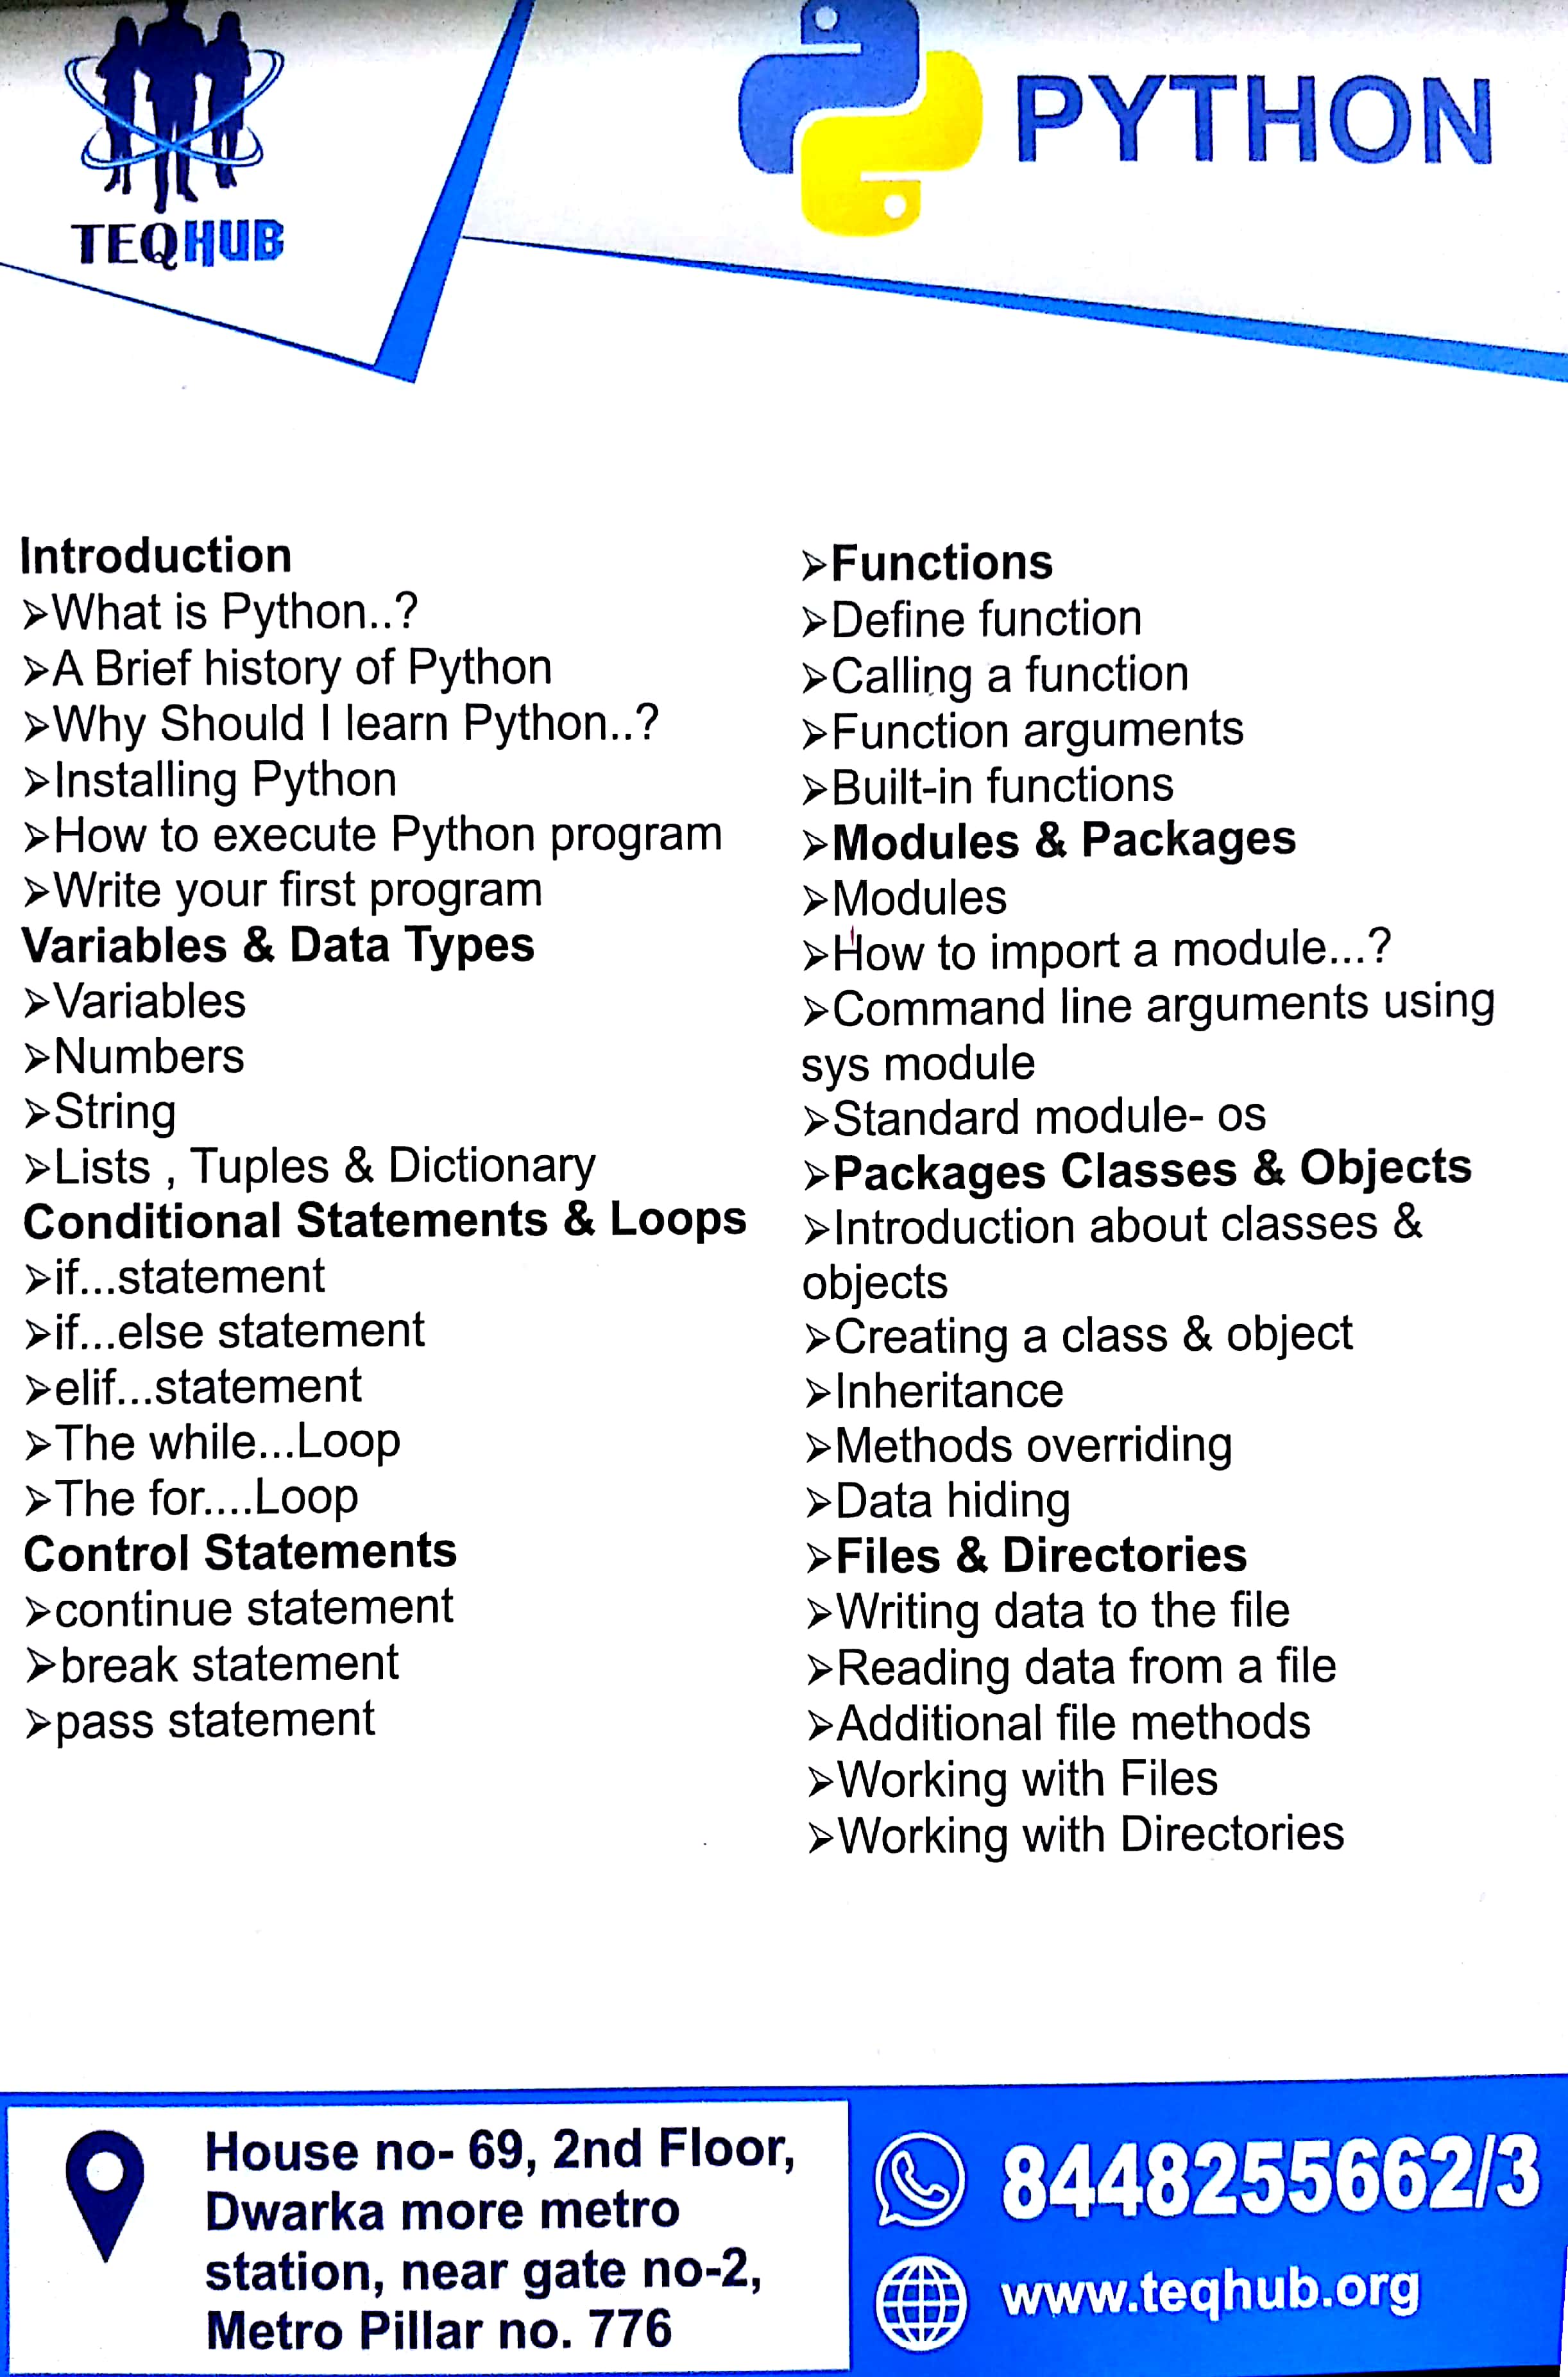 TEQHUB
PYTHON
Introduction
➢What is Python..?
➢A Brief history of Python
➢Why Should I learn Python..?
➢Installing Python
➢How to execute Python program
➢Write your first program
Variables & Data Types
➢Variables
➢Numbers
➢String
➢Lists , Tuples & Dictionary
Conditional Statements & Loops
➢if...statement
➢if...else statement
➢elif...statement
➢The while...Loop
➢The for....Loop
Control Statements
➢continue statement
➢break statement
➢pass statement
➢Functions
➢Define function
➢Calling a function
➢Function arguments
➢Built-in functions
➢Modules & Packages
➢Modules
➢How to import a module...?
➢Command line arguments using
sys module
➢Standard module- os
➢Packages Classes & Objects
➢Introduction about classes &
objects
➢Creating a class & object
➢Inheritance
➢Methods overriding
➢Data hiding
➢Files & Directories
➢Writing data to the file
➢Reading data from a file
➢Additional file methods
➢Working with Files
➢Working with Directories
House no- 69, 2nd Floor,
Dwarka more metro
station, near gate no-2,
Metro Pillar no. 776
8448255662/3
www.teqhub.org